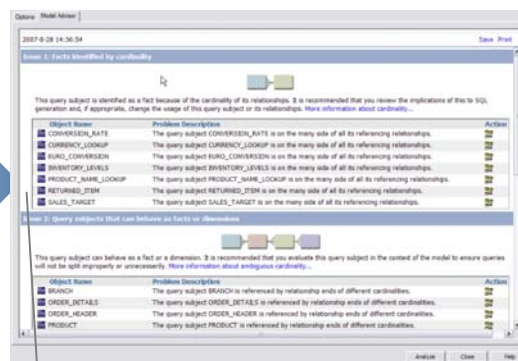 Options Model Advisor
2007-8-28 14:36:54 Save Print
Issue 1: Facts identified by cardinality
This query subject is identified as a fact because of the cardinality of its relationships. It is recommended that you review the implications of this to SQL
generation and, if appropriate, change the usage of this query subject or its relationships. More information about cardinality...
Object Name Problem Description Action
CONVERSION_RATE The query subject CONVERSION_RATE is on the many side of all its referencing relationships.
CURRENCY_LOOKUP The query subject CURRENCY_LOOKUP is on the many side of all its referencing relationships.
EURO_CONVERSION The query subject EURO_CONVERSION is on the many side of all its referencing relationships.
INVENTORY_LEVELS The query subject INVENTORY_LEVELS is on the many side of all its referencing relationships.
PRODUCT_NAME_LOOKUP The query subject PRODUCT_NAME_LOOKUP is on the many side of all its referencing relationships.
RETURNED_ITEM The query subject RETURNED_ITEM is on the many side of all its referencing relationships.
SALES_TARGET The query subject SALES_TARGET is on the many side of all its referencing relationships.
Issue 2: Query subjects that can behave as facts or dimensions
This query subject can behave as a fact or a dimension. It is recommended that you evaluate this query subject in the context of the model to ensure queries
will not be split improperly or unnecessarily. More information about ambiguous cardinality...
Object Name Problem Description Action
BRANCH The query subject BRANCH is referenced by relationship ends of different cardinalities.
ORDER_DETAILS The query subject ORDER_DETAILS is referenced by relationship ends of different cardinalities.
ORDER_HEADER The query subject ORDER_HEADER is referenced by relationship ends of different cardinalities.
PRODUCT The query subject PRODUCT is referenced by relationship ends of different cardinalities.
Analyze Close Help